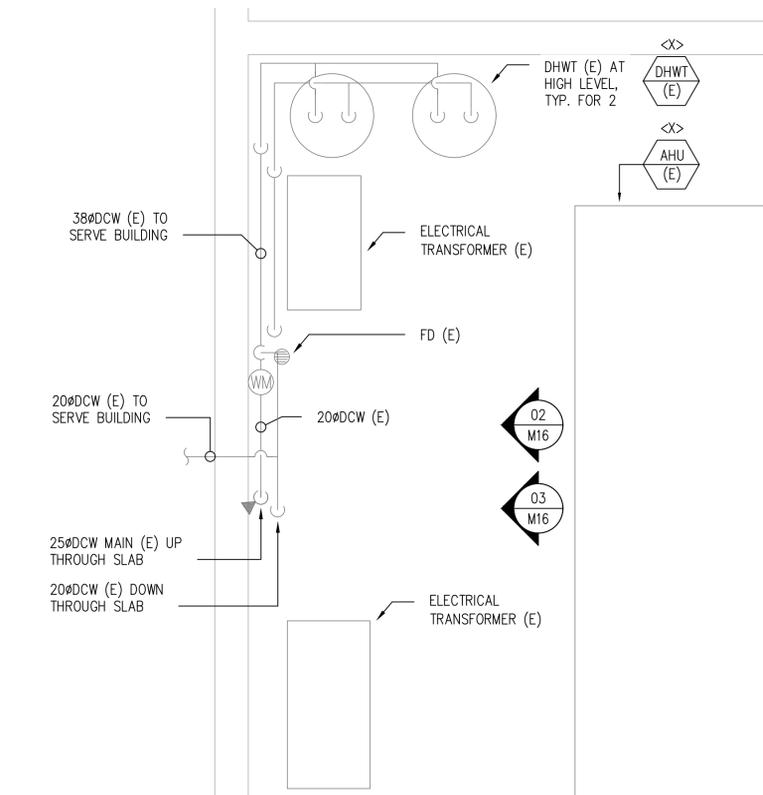 <X>
DHWT (E) AT
HIGH LEVEL,
TYP. FOR 2
DHWT
(E)
<X>
AHU
(E)
38øDCW (E) TO
SERVE BUILDING
ELECTRICAL
TRANSFORMER (E)
FD (E)
WM
20øDCW (E) TO
SERVE BUILDING
20øDCW (E)
02
M16
03
M16
25øDCW MAIN (E) UP
THROUGH SLAB
20øDCW (E) DOWN
THROUGH SLAB
ELECTRICAL
TRANSFORMER (E)